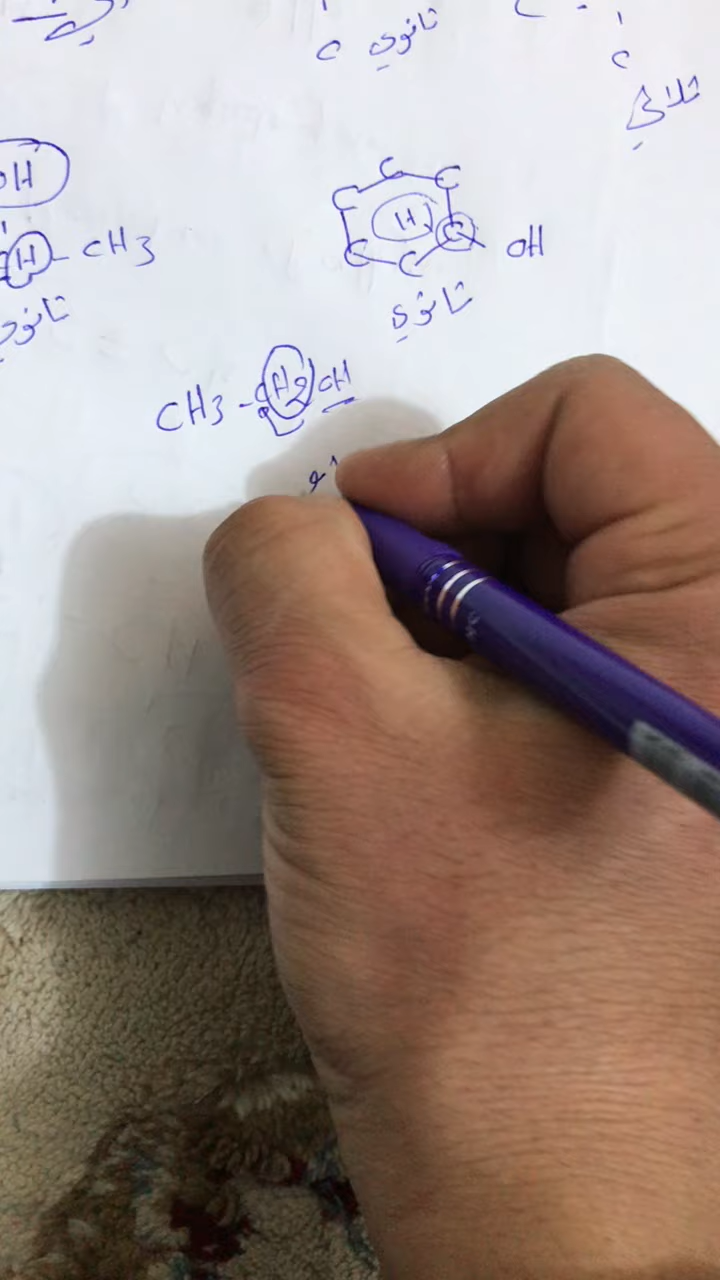 C ثانوي
C
ثلاثي
OH
C C C
H
C C C OH
H - CH3
ثانوي
ثانوي
CH3 - CH2 OH